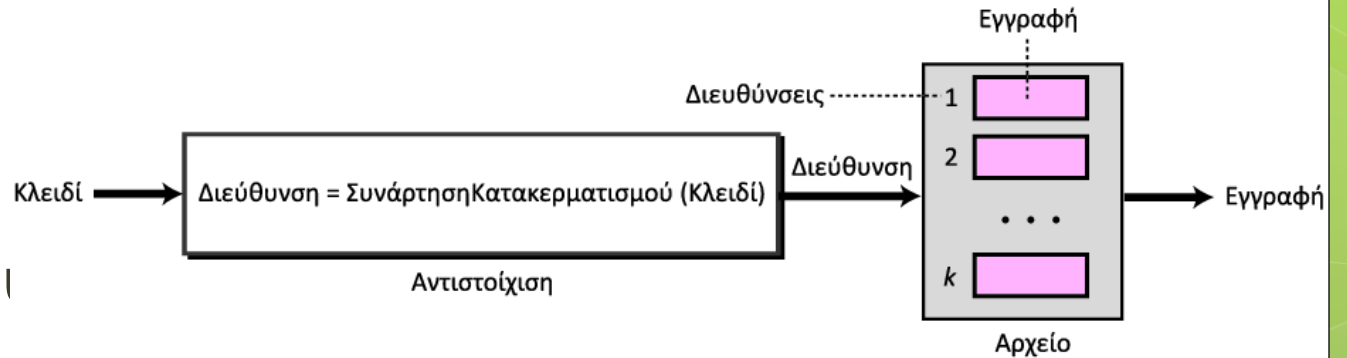 Εγγραφή
Διευθύνσεις 1
2
Διεύθυνση
Κλειδί Διεύθυνση = ΣυνάρτησηΚατακερματισμού (Κλειδί) Εγγραφή
. . .
k
Αντιστοίχιση
Αρχείο